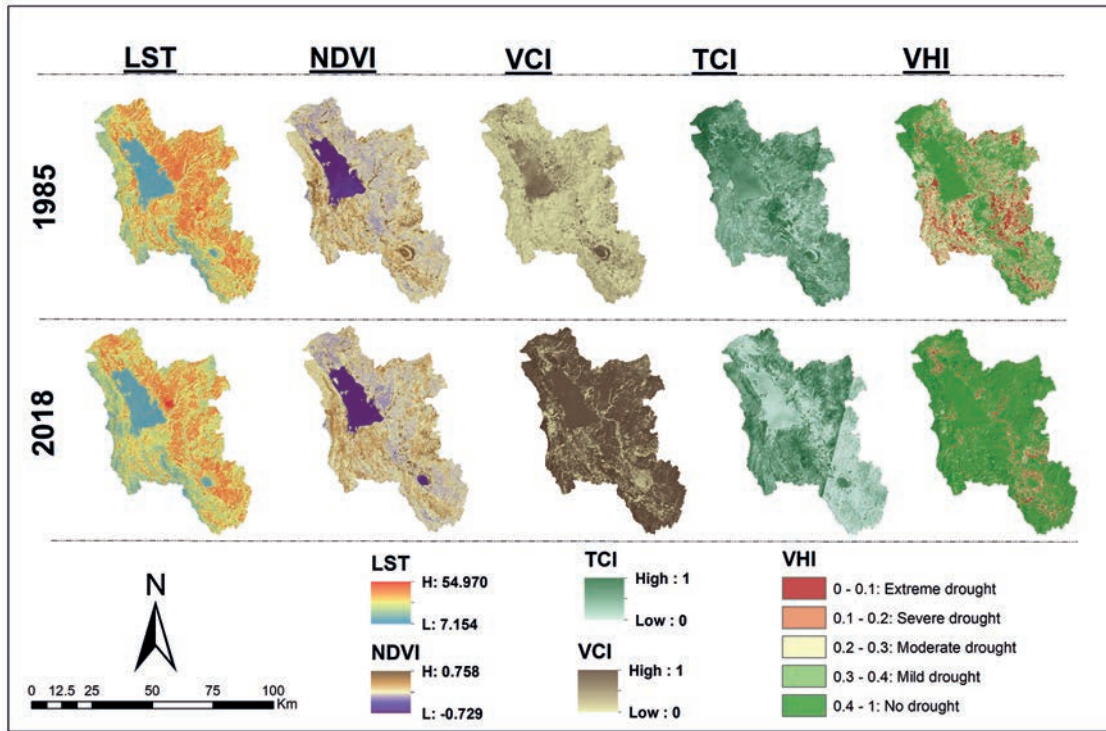 LST NDVI VCI TCI VHI
1985
2018
N
0 12.5 25 50 75 100
Km
LST
H: 54.970
L: 7.154
NDVI
H: 0.758
L: -0.729
TCI
High : 1
Low : 0
VCI
High : 1
Low : 0
VHI
0 - 0.1: Extreme drought
0.1 - 0.2: Severe drought
0.2 - 0.3: Moderate drought
0.3 - 0.4: Mild drought
0.4 - 1: No drought